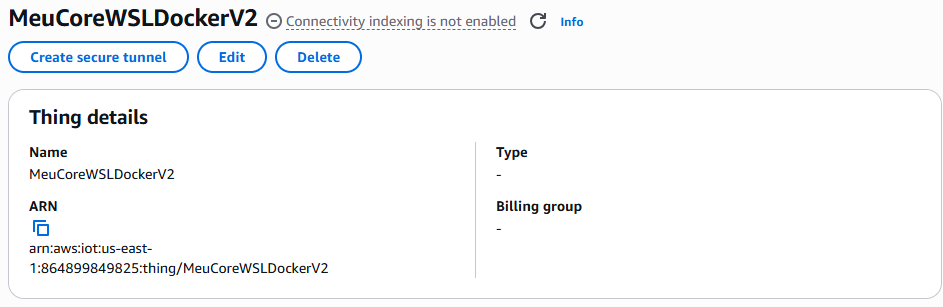 MeuCoreWSLDockerV2 Connectivity indexing is not enabled Info
Create secure tunnel Edit Delete
Thing details
Name
MeuCoreWSLDockerV2
ARN
arn:aws:iot:us-east-
1:864899849825:thing/MeuCoreWSLDockerV2
Type
-
Billing group
-